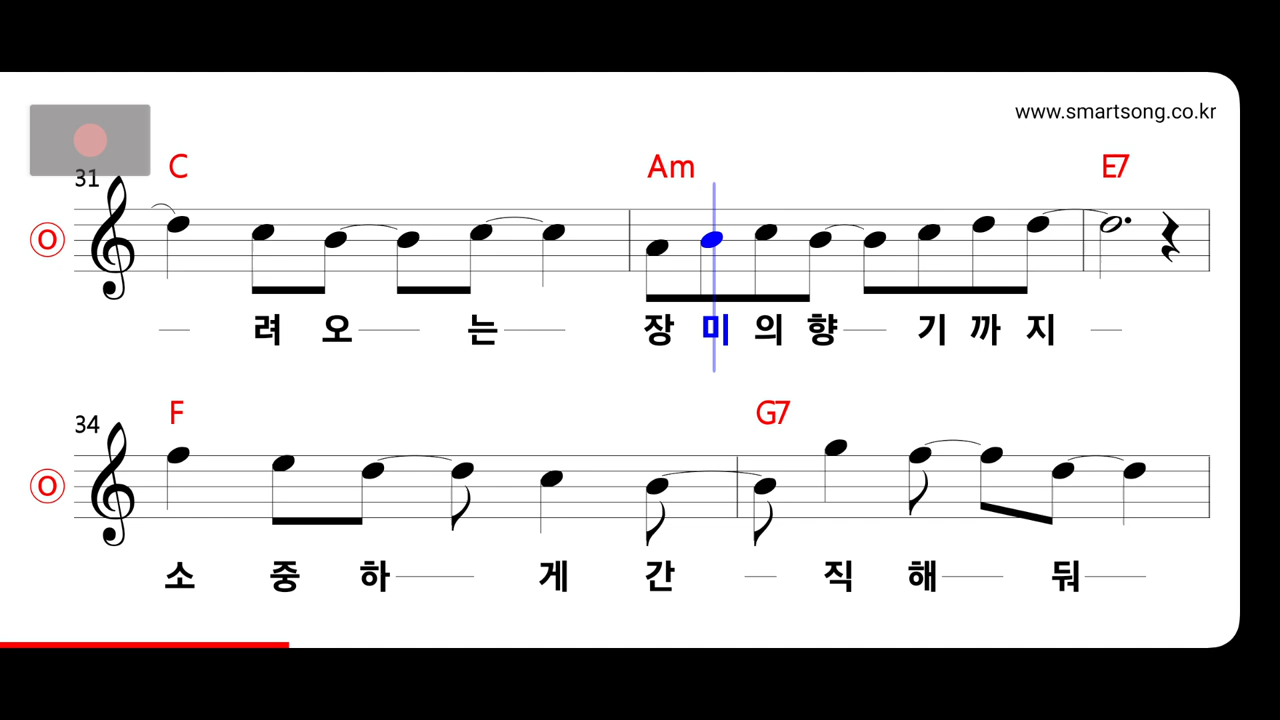 www.smartsong.co.kr
31
C Am E7
O
려 오 는 장 미 의 향 기 까 지
34
F G7
O
소 중 하 게 간 직 해 둬